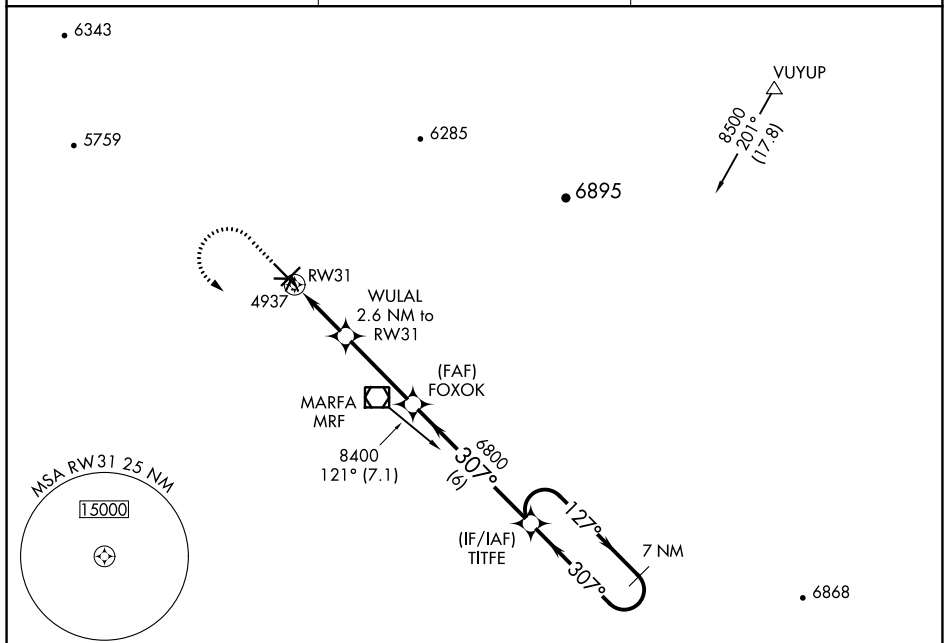 6343
VUYUP
5759
6285
8500
201°
(17.8)
6895
RW31
4937
WULAL
2.6 NM to
RW31
(FAF)
FOXOK
MARFA
MRF
8400
121° (7.1)
6800
307°
(6)
MSA RW31 25 NM
15000
127°
(IF/IAF)
TITFE
7 NM
307°
6868